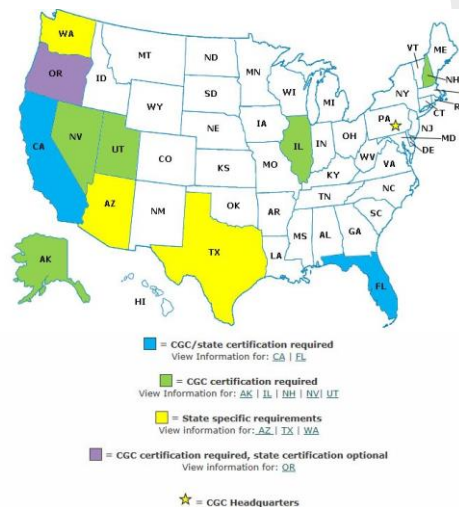 WA
MT
ND
MN
VT
ME
NH
OR
ID
SD
WI
MI
NY
WY
CT
NE
IA
PA
NJ
MD
DE
NV
UT
CO
IL
IN
OH
WV
VA
CA
KS
MO
KY
NC
AZ
NM
OK
AR
TN
SC
TX
MS
AL
GA
LA
AK
HI
FL
= CGC/state certification required
View Information for: CA | FL
= CGC certification required
View Information for: AK | IL | NH | NV| UT
= State specific requirements
View information for: AZ | TX | WA
= CGC certification required, state certification optional
View information for: OR
= CGC Headquarters